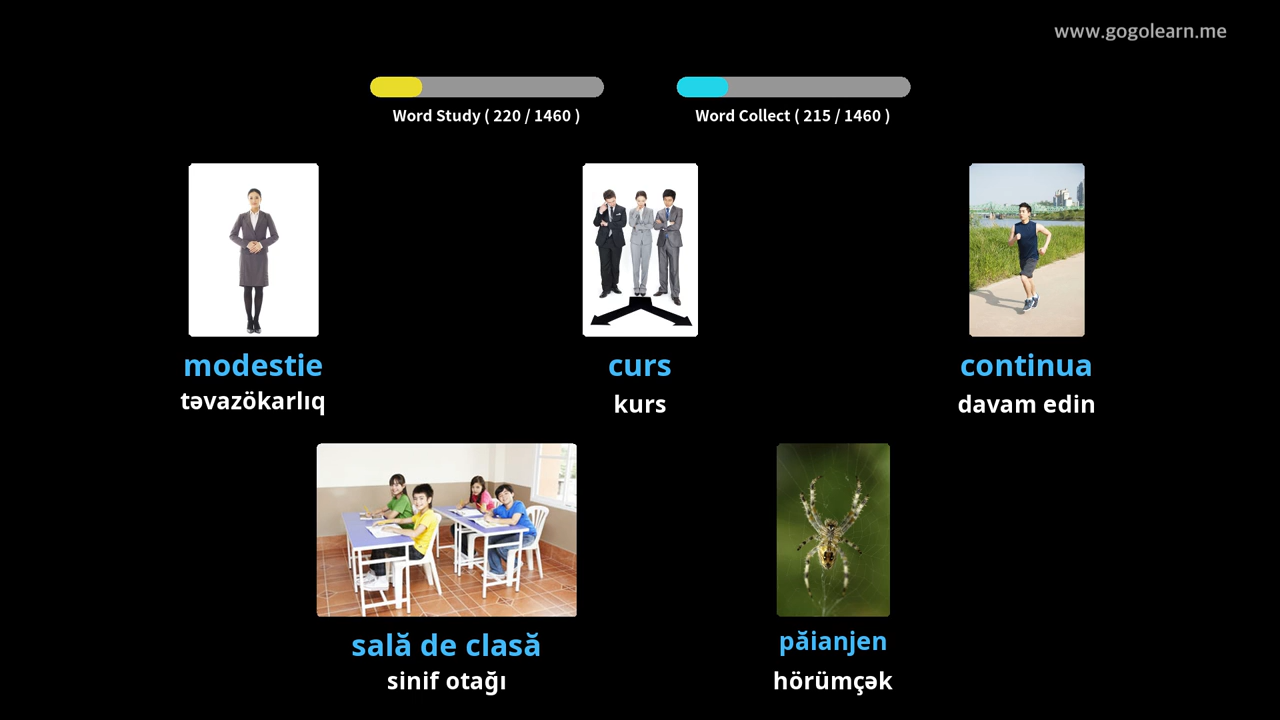 www.gogolearn.me
Word Study ( 220 / 1460 )
Word Collect ( 215 / 1460 )
modestie
təvazökarlıq
curs
kurs
continua
davam edin
sală de clasă
sinif otağı
păianjen
hörümçək